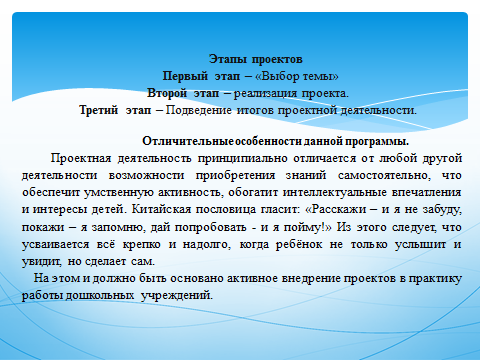 Этапы проектов
Первый этап – «Выбор темы»
Второй этап – реализация проекта.
Третий этап – Подведение итогов проектной деятельности.
Отличительные особенности данной программы.
Проектная деятельность принципиально отличается от любой другой
деятельности возможности приобретения знаний самостоятельно, что
обеспечит умственную активность, обогатит интеллектуальные впечатления
и интересы детей. Китайская пословица гласит: «Расскажи – и я не забуду,
покажи – я запомню, дай попробовать - и я пойму!» Из этого следует, что
усваивается всё крепко и надолго, когда ребёнок не только услышит и
увидит, но сделает сам.
На этом и должно быть основано активное внедрение проектов в практику
работы дошкольных учреждений.